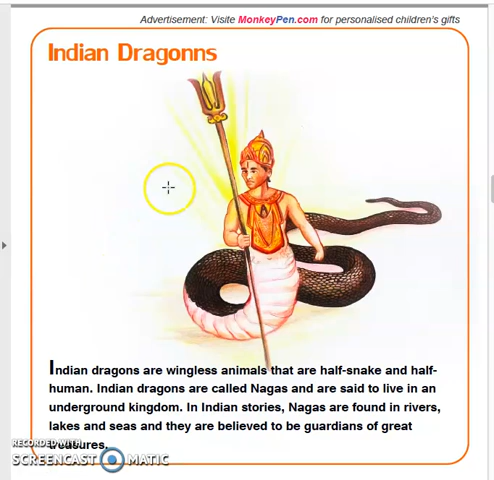 Advertisement: Visite MonkeyPen.com for personalised children's gifts
Indian Dragonns
Indian dragons are wingless animals that are half-snake and half-
human. Indian dragons are called Nagas and are said to live in an
underground kingdom. In Indian stories, Nagas are found in rivers,
lakes and seas and they are believed to be guardians of great
treatures.
RECORDED WITH
SCREENCAST MATIC